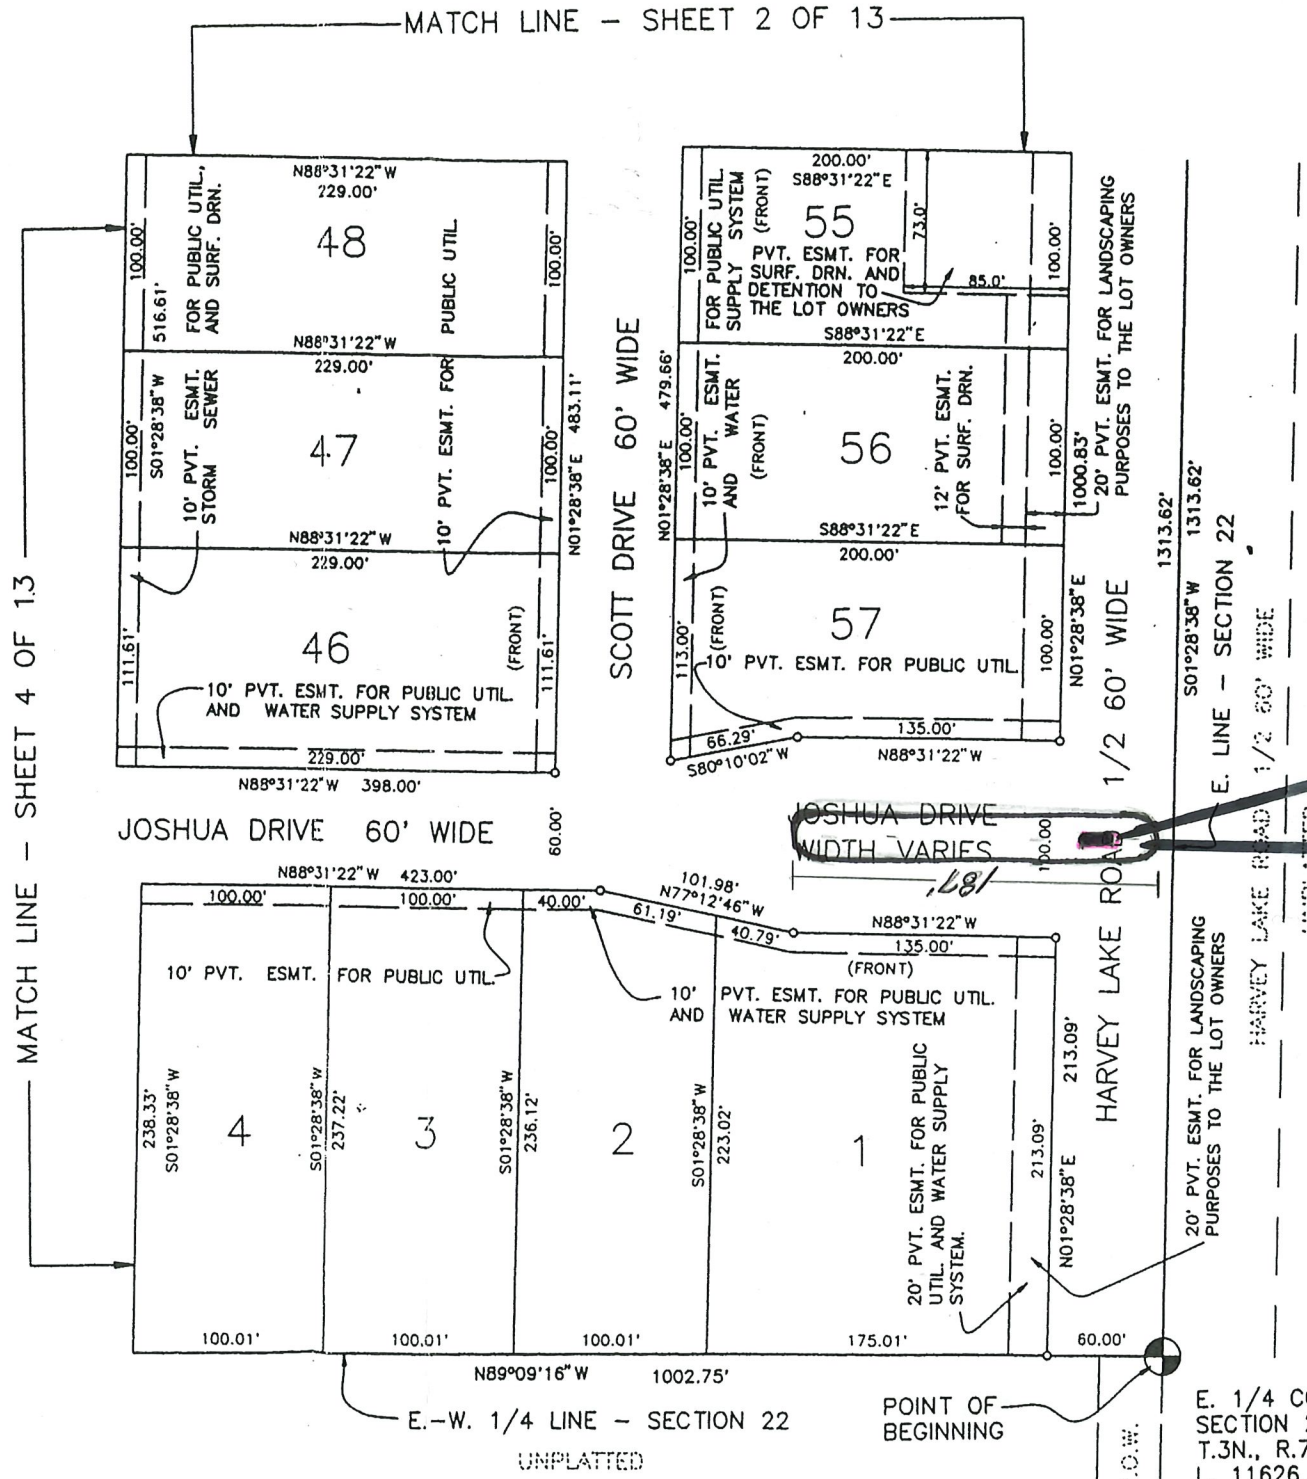 MATCH LINE - SHEET 2 OF 13
N88°31'22" W
229.00'
48
100.00'
516.61'
FOR PUBLIC UTIL,
AND SURF. DRN.
PUBLIC UTIL.
100.00'
N88°31'22" W
229.00'
47
100.00'
S01°28'38" W
10' PVT. ESMT.
STORM SEWER
10' PVT. ESMT. FOR
100.00'
N01°28'38" E 483.11'
N88°31'22" W
229.00'
46
111.61'
(FRONT)
111.61'
10' PVT. ESMT. FOR PUBLIC UTIL.
AND WATER SUPPLY SYSTEM
229.00'
N88°31'22" W 398.00'
SCOTT DRIVE 60' WIDE
200.00'
S88°31'22" E
55
100.00'
FOR PUBLIC UTIL.
SUPPLY SYSTEM
(FRONT)
73.0'
PVT. ESMT. FOR
SURF. DRN. AND
DETENTION TO
THE LOT OWNERS
85.0'
100.00'
S88°31'22" E
200.00'
56
N01°28'38" E 479.66'
100.00'
10' PVT. ESMT.
AND WATER
(FRONT)
12' PVT. ESMT.
FOR SURF. DRN.
100.00'
1000.83'
20' PVT. ESMT. FOR LANDSCAPING
PURPOSES TO THE LOT OWNERS
S88°31'22" E
200.00'
57
113.00'
(FRONT)
10' PVT. ESMT. FOR PUBLIC UTIL.
100.00'
N01°28'38" E
66.29'
S80°10'02" W
135.00'
N88°31'22" W
1313.62'
S01°28'38" W 1313.62'
E. LINE - SECTION 22
HARVEY LAKE ROAD 1/2 60' WIDE
HARVEY LAKE ROAD 1/2 60' WIDE
MATCH LINE - SHEET 4 OF 13
JOSHUA DRIVE 60' WIDE
60.00'
JOSHUA DRIVE
WIDTH VARIES
100.00'
187'
N88°31'22" W 423.00'
100.00'
100.00'
40.00'
101.98'
N77°12'46" W
61.19'
40.79'
N88°31'22" W
135.00'
(FRONT)
10' PVT. ESMT. FOR PUBLIC UTIL.
10' PVT. ESMT. FOR PUBLIC UTIL.
AND WATER SUPPLY SYSTEM
238.33'
S01°28'38" W
4
S01°28'38" W
237.22'
3
S01°28'38" W
236.12'
2
S01°28'38" W
223.02'
1
20' PVT. ESMT. FOR PUBLIC
UTIL. AND WATER SUPPLY
SYSTEM.
213.09'
N01°28'38" E
213.09'
20' PVT. ESMT. FOR LANDSCAPING
PURPOSES TO THE LOT OWNERS
100.01'
100.01'
100.01'
175.01'
60.00'
N89°09'16" W 1002.75'
E.-W. 1/4 LINE - SECTION 22
UNPLATTED
POINT OF
BEGINNING
E. 1/4
SECTION
T.3N., R.7
L. 11626
.O.W.